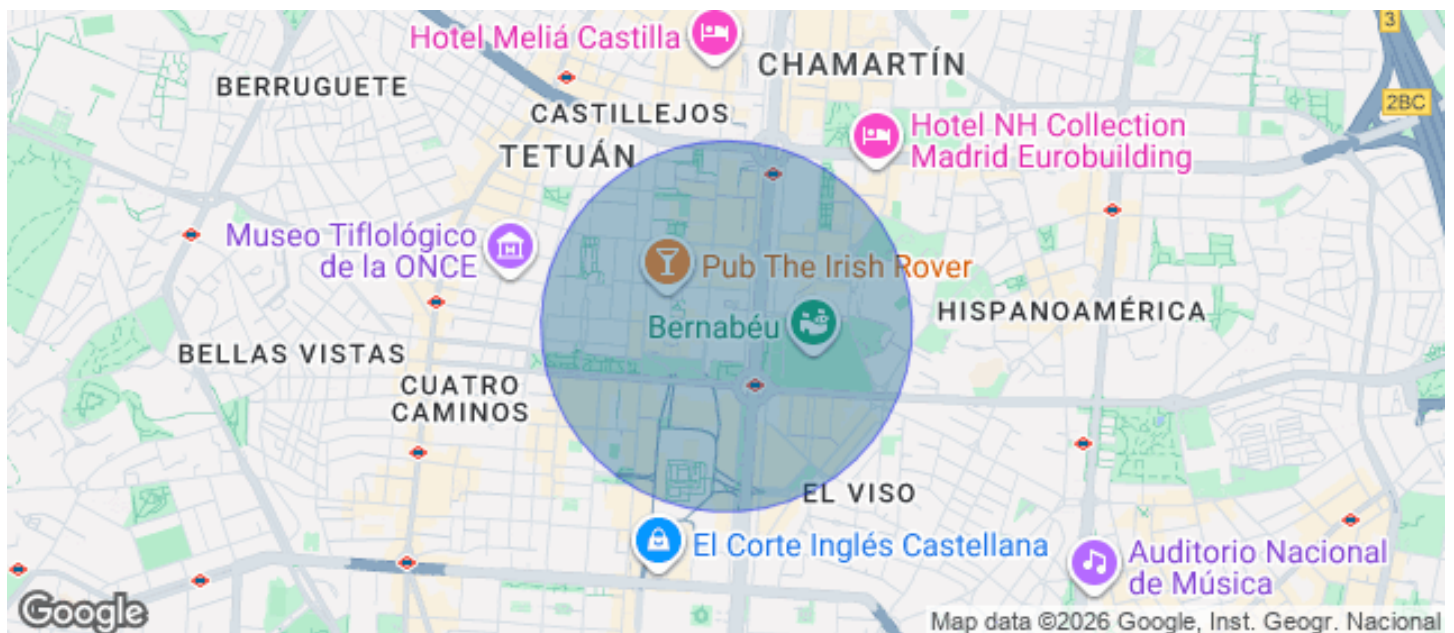 3
Hotel Meliá Castilla
CHAMARTÍN
BERRUGUETE
2BC
CASTILLEJOS
Hotel NH Collection
Madrid Eurobuilding
TETUÁN
Museo Tiflológico
de la ONCE
Pub The Irish Rover
HISPANOAMÉRICA
Bernabéu
BELLAS VISTAS
CUATRO
CAMINOS
EL VISO
El Corte Inglés Castellana
Auditorio Nacional
de Música
Google
Map data ©2026 Google, Inst. Geogr. Nacional